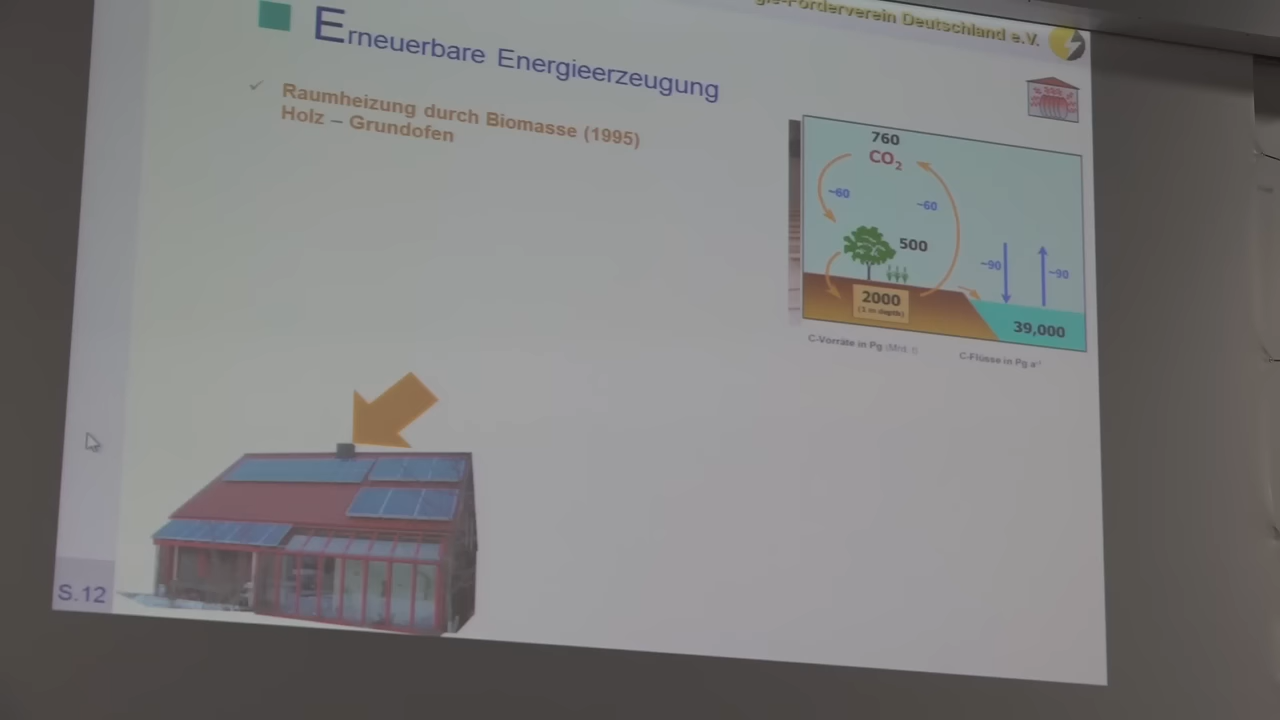 Förderverein Deutschland e.V.
Erneuerbare Energieerzeugung
✓ Raumheizung durch Biomasse (1995)
Holz – Grundofen
760
CO₂
~60
~60
500
~90
~90
2000
(1 m depth)
39,000
C-Vorräte in Pg (Mrd. t)
C-Flüsse in Pg a⁻¹
S.12